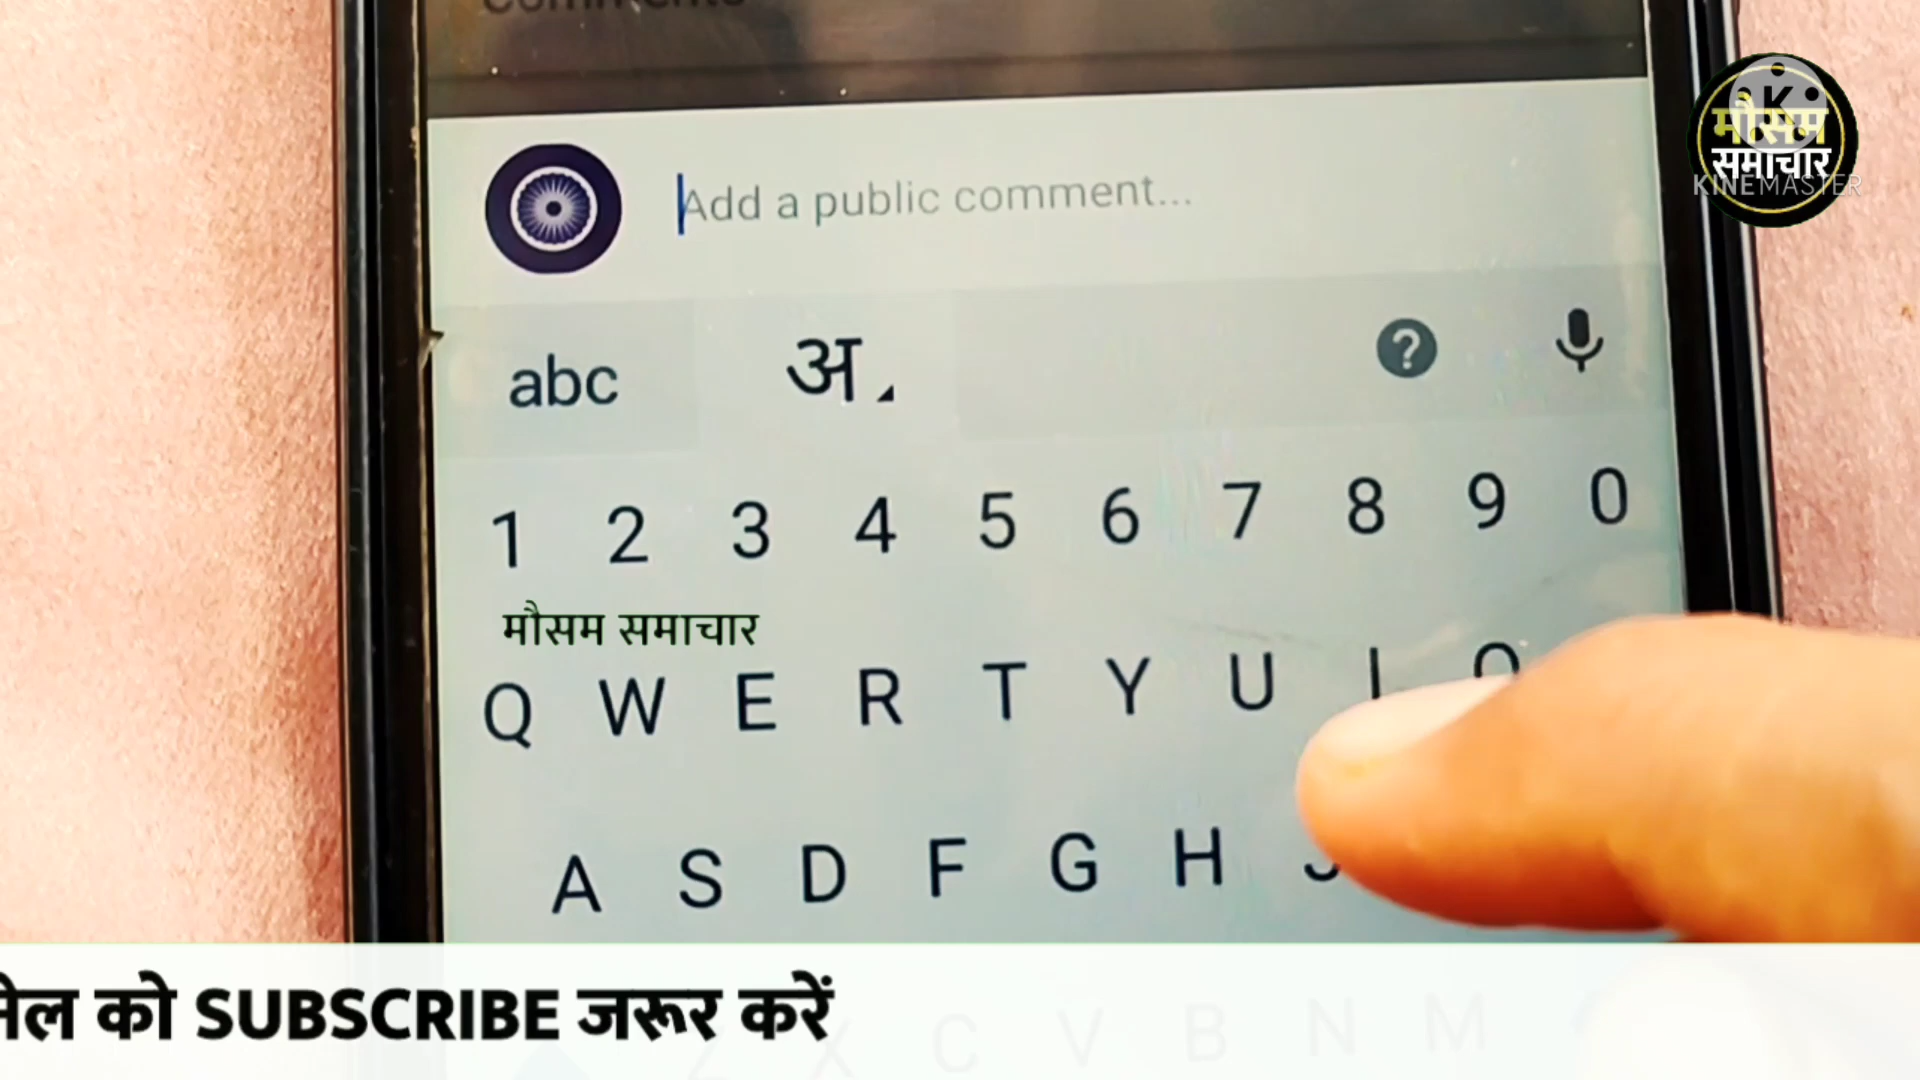 Comments
मौसम
समाचार
KINEMASTER
Add a public comment...
abc अ
1 2 3 4 5 6 7 8 9 0
मौसम समाचार
Q W E R T Y U I O
A S D F G H J
को SUBSCRIBE जरूर करें
Z X C V B N M